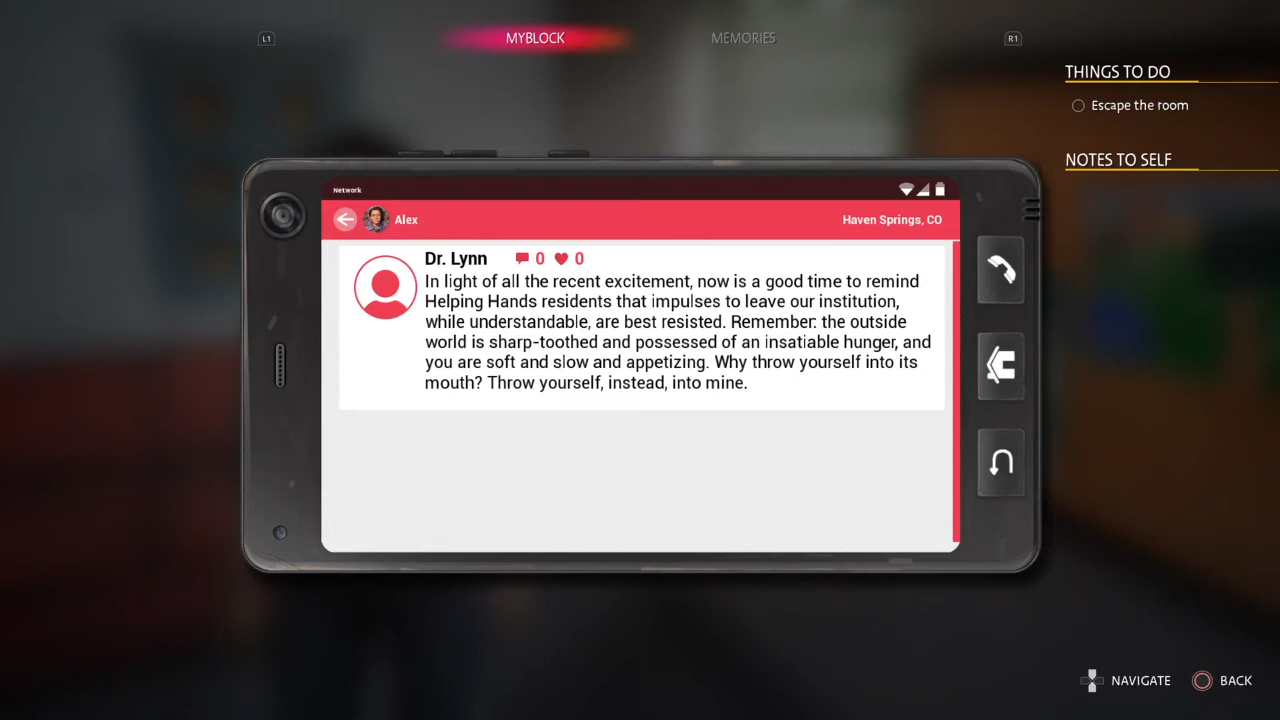 L1
MYBLOCK
MEMORIES
R1
THINGS TO DO
Escape the room
NOTES TO SELF
Network
Alex
Haven Springs, CO
Dr. Lynn 0 0
In light of all the recent excitement, now is a good time to remind
Helping Hands residents that impulses to leave our institution,
while understandable, are best resisted. Remember: the outside
world is sharp-toothed and possessed of an insatiable hunger, and
you are soft and slow and appetizing. Why throw yourself into its
mouth? Throw yourself, instead, into mine.
NAVIGATE
BACK